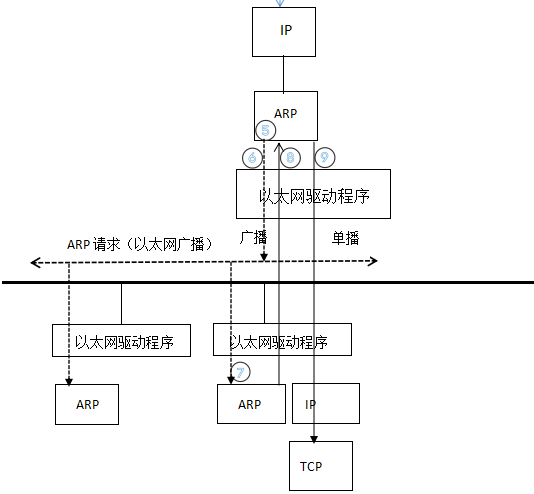 IP
ARP
⑤
⑥ ⑧ ⑨
以太网驱动程序
ARP 请求（以太网广播） 广播 单播
以太网驱动程序 以太网驱动程序
⑦
ARP ARP IP
TCP